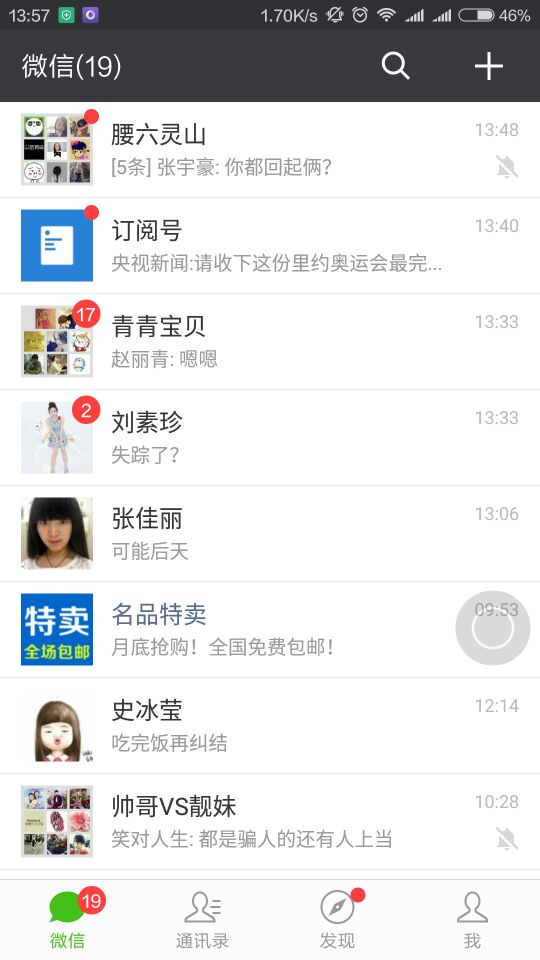 13:57 1.70K/s 46%
微信(19)
腰六灵山 13:48
[5条] 张宇豪: 你都回起俩?
订阅号 13:40
央视新闻:请收下这份里约奥运会最完...
17 青青宝贝 13:33
赵丽青: 嗯嗯
2 刘素珍 13:33
失踪了?
张佳丽 13:06
可能后天
特卖 名品特卖 09:53
全场包邮 月底抢购！全国免费包邮！
史冰莹 12:14
吃完饭再纠结
帅哥VS靓妹 10:28
笑对人生: 都是骗人的还有人上当
19
微信 通讯录 发现 我